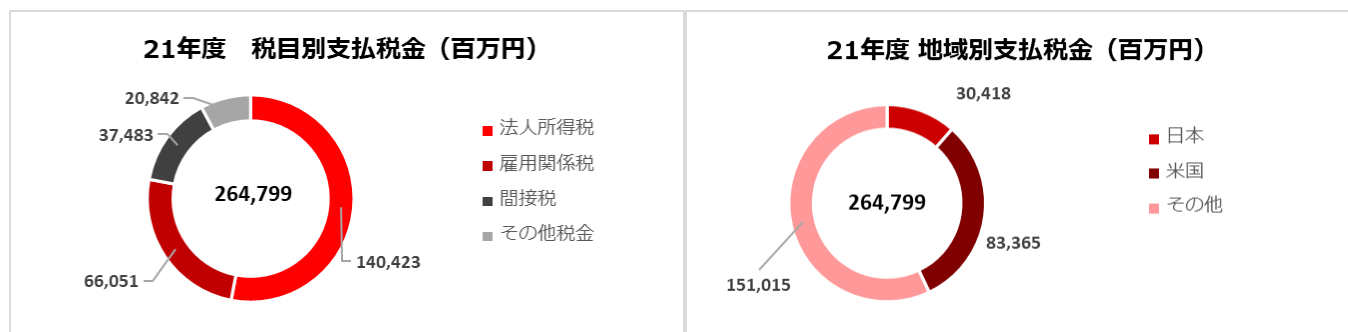 21年度　税目別支払税金（百万円）
20,842
37,483
264,799
66,051
140,423
法人所得税
雇用関係税
間接税
その他税金
21年度 地域別支払税金（百万円）
30,418
264,799
83,365
151,015
日本
米国
その他